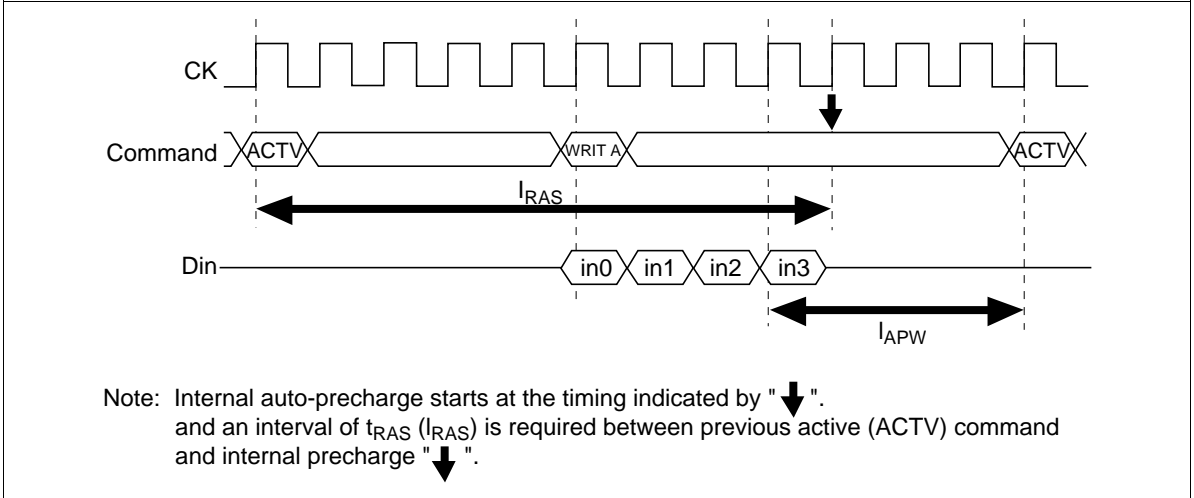 CK
Command ACTV WRIT A ACTV
lRAS
Din in0 in1 in2 in3
lAPW
Note: Internal auto-precharge starts at the timing indicated by " ".
and an interval of tRAS (lRAS) is required between previous active (ACTV) command
and internal precharge " ".